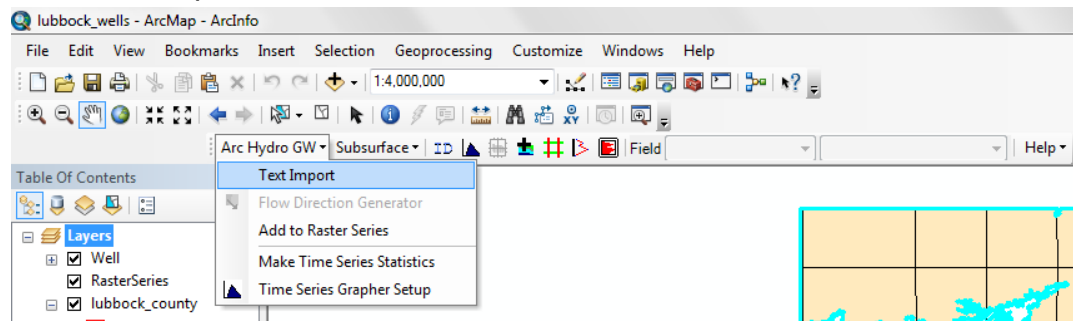 lubbock_wells - ArcMap - ArcInfo
File Edit View Bookmarks Insert Selection Geoprocessing Customize Windows Help
1:4,000,000
Arc Hydro GW Subsurface ID Field Help
Table Of Contents
Text Import
Flow Direction Generator
Layers
Add to Raster Series
Well
Make Time Series Statistics
RasterSeries
Time Series Grapher Setup
lubbock_county